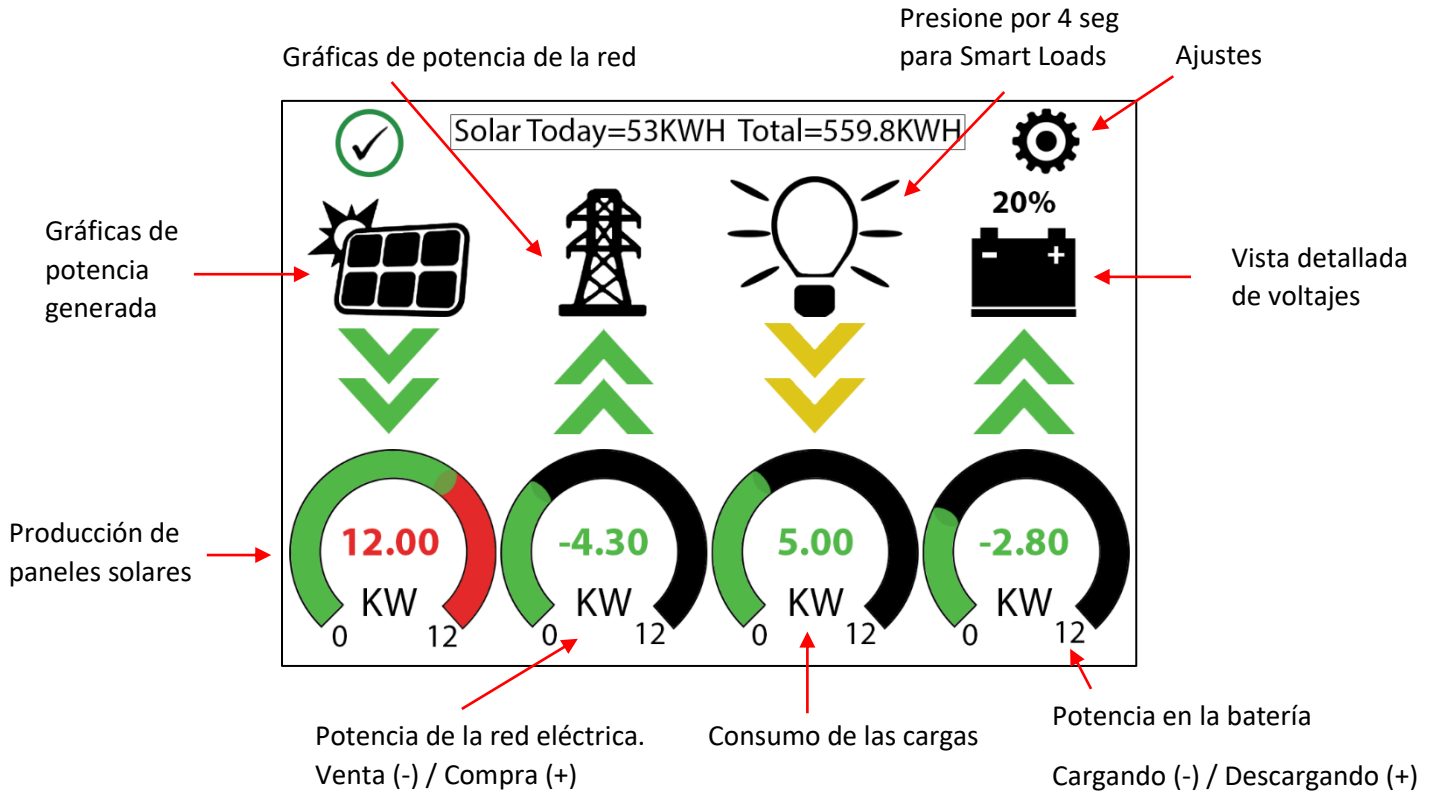 Presione por 4 seg
para Smart Loads
Gráficas de potencia de la red
Ajustes
Solar Today=53KWH Total=559.8KWH
20%
- +
Gráficas de
potencia
generada
Vista detallada
de voltajes
12.00
-4.30
5.00
-2.80
KW
KW
KW
KW
0 12
0 12
0 12
0 12
Producción de
paneles solares
Potencia de la red eléctrica.
Venta (-) / Compra (+)
Consumo de las cargas
Potencia en la batería
Cargando (-) / Descargando (+)